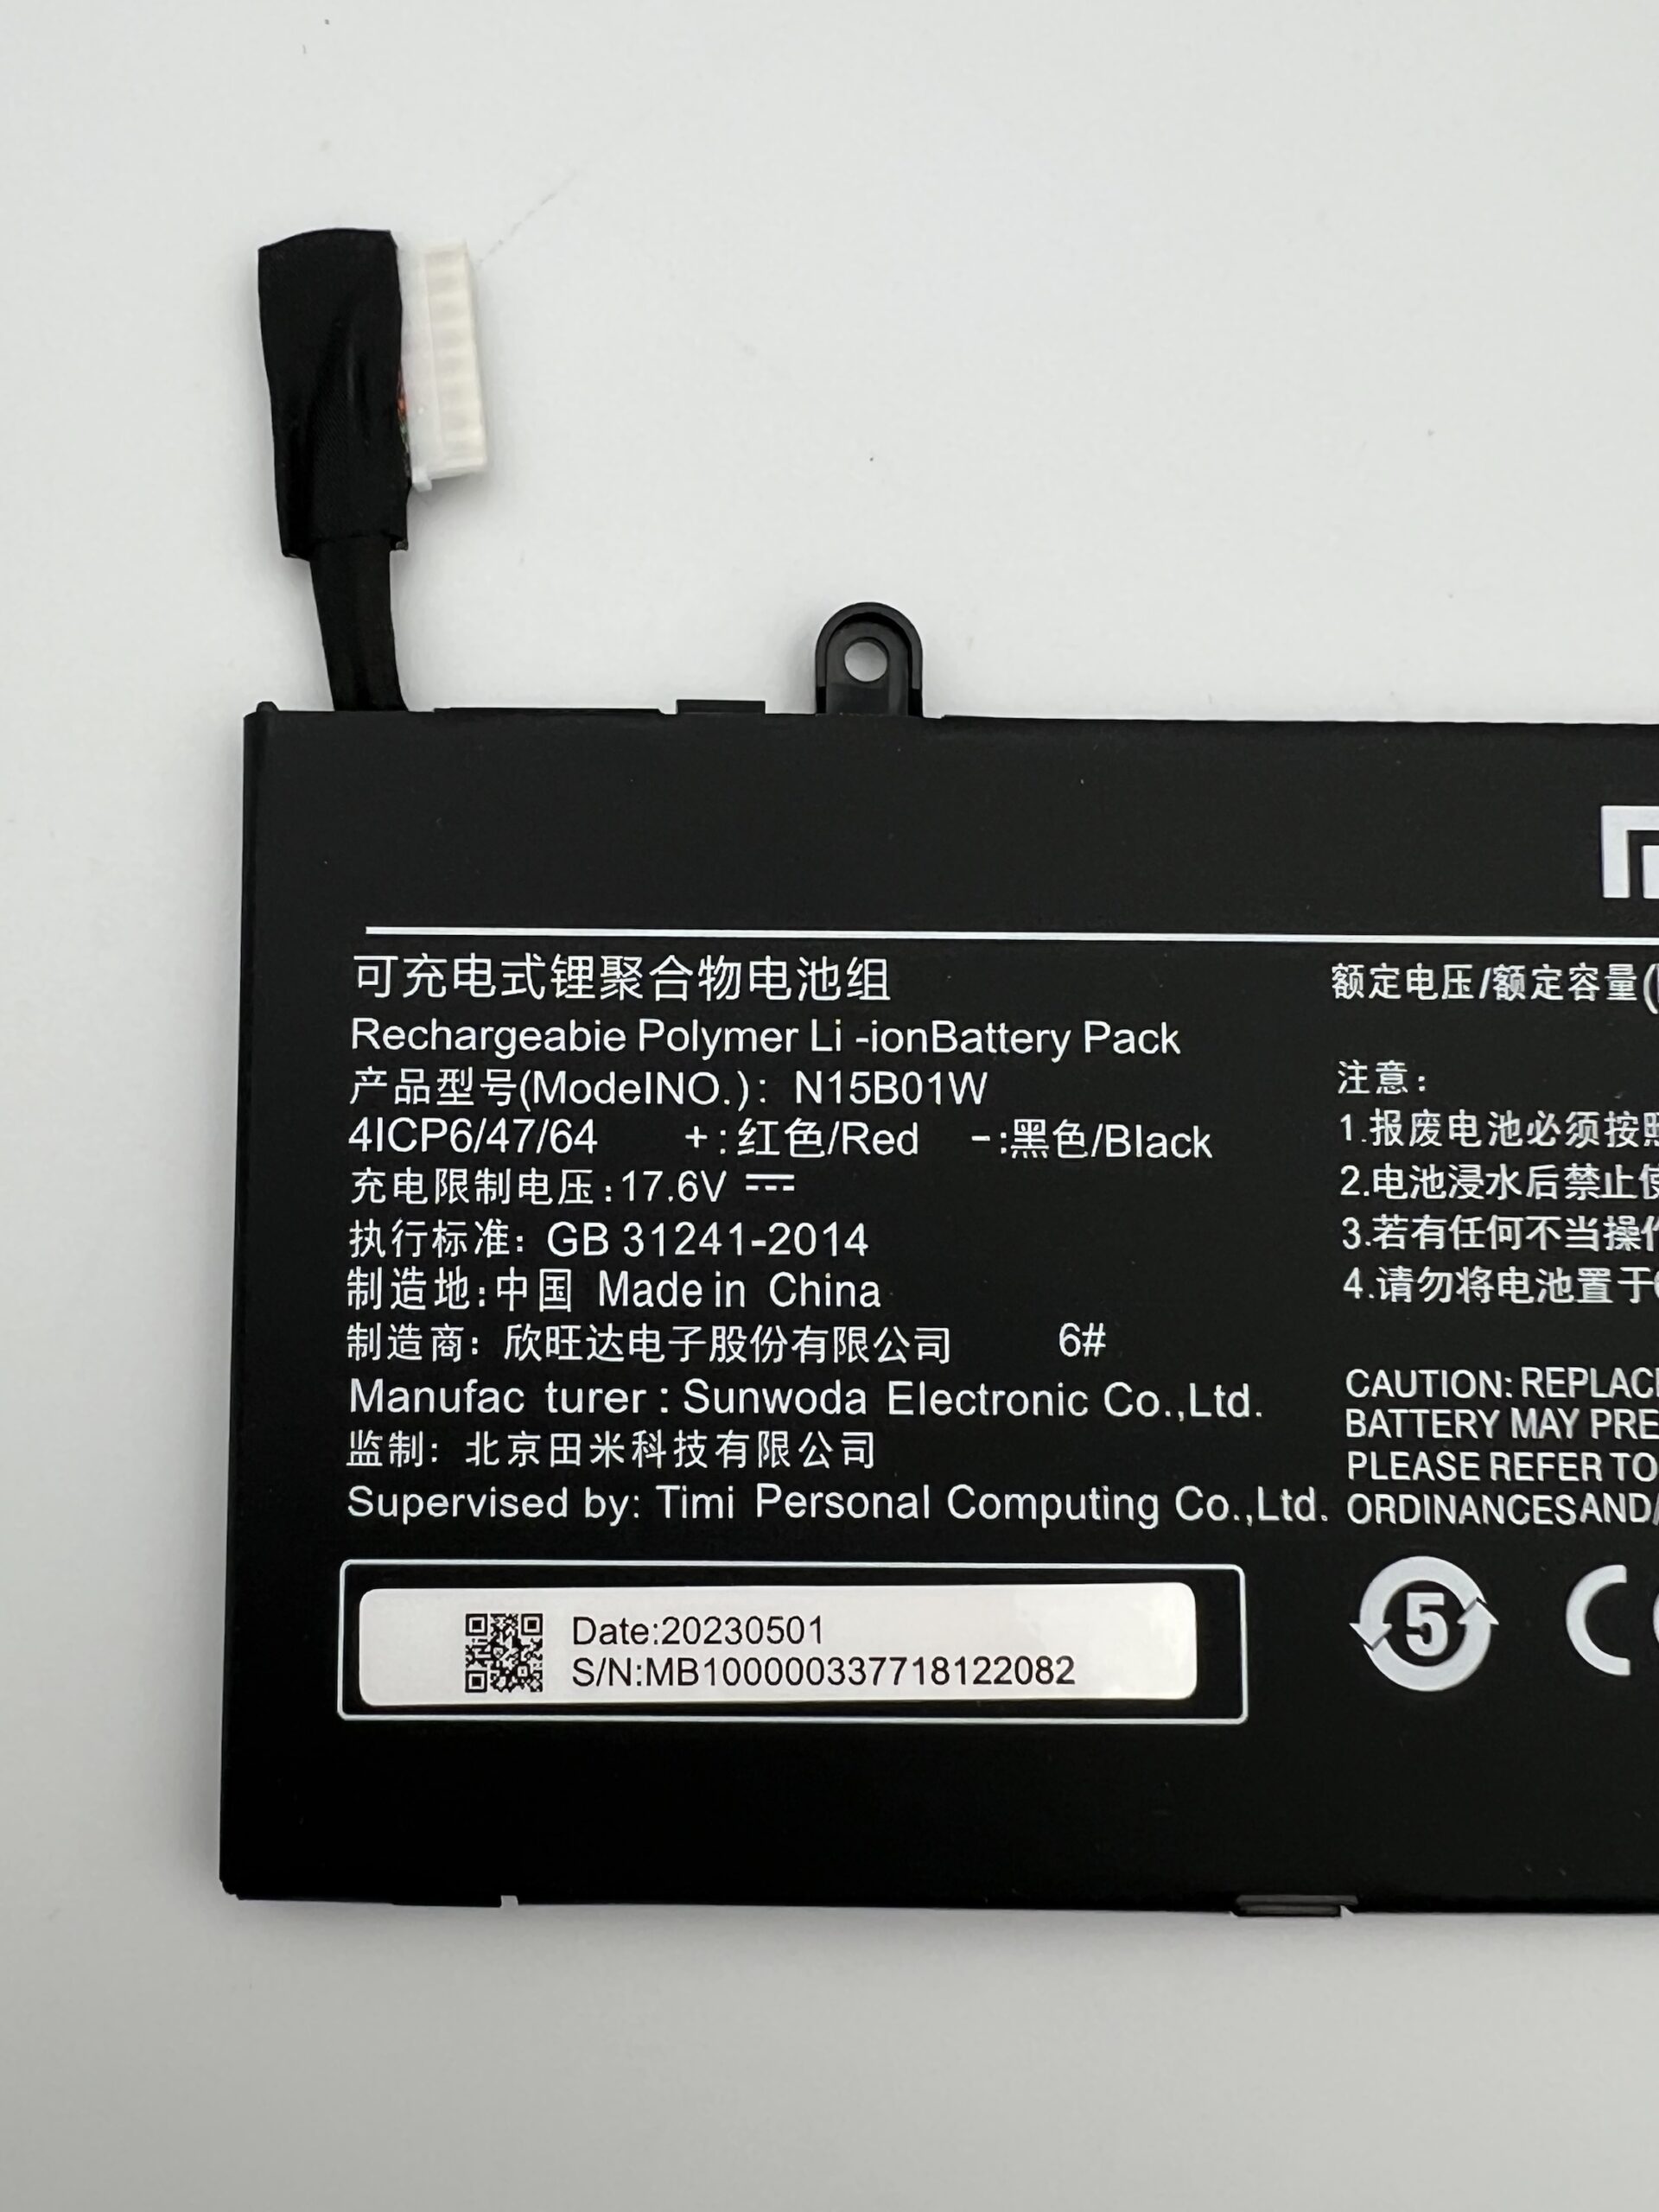 可充电式锂聚合物电池组
Rechargeabie Polymer Li -ionBattery Pack
产品型号(ModelNO.): N15B01W
4ICP6/47/64 +:红色/Red -:黑色/Black
充电限制电压:17.6V
执行标准: GB 31241-2014
制造地:中国 Made in China
制造商: 欣旺达电子股份有限公司 6#
Manufac turer : Sunwoda Electronic Co.,Ltd.
监制: 北京田米科技有限公司
Supervised by: Timi Personal Computing Co.,Ltd.
Date:20230501
S/N:MB100000337718122082
额定电压/额定容量(
注意:
1.报废电池必须按照
2.电池浸水后禁止使
3.若有任何不当操作
4.请勿将电池置于
CAUTION: REPLAC
BATTERY MAY PRE
PLEASE REFER TO
ORDINANCESAND/
5